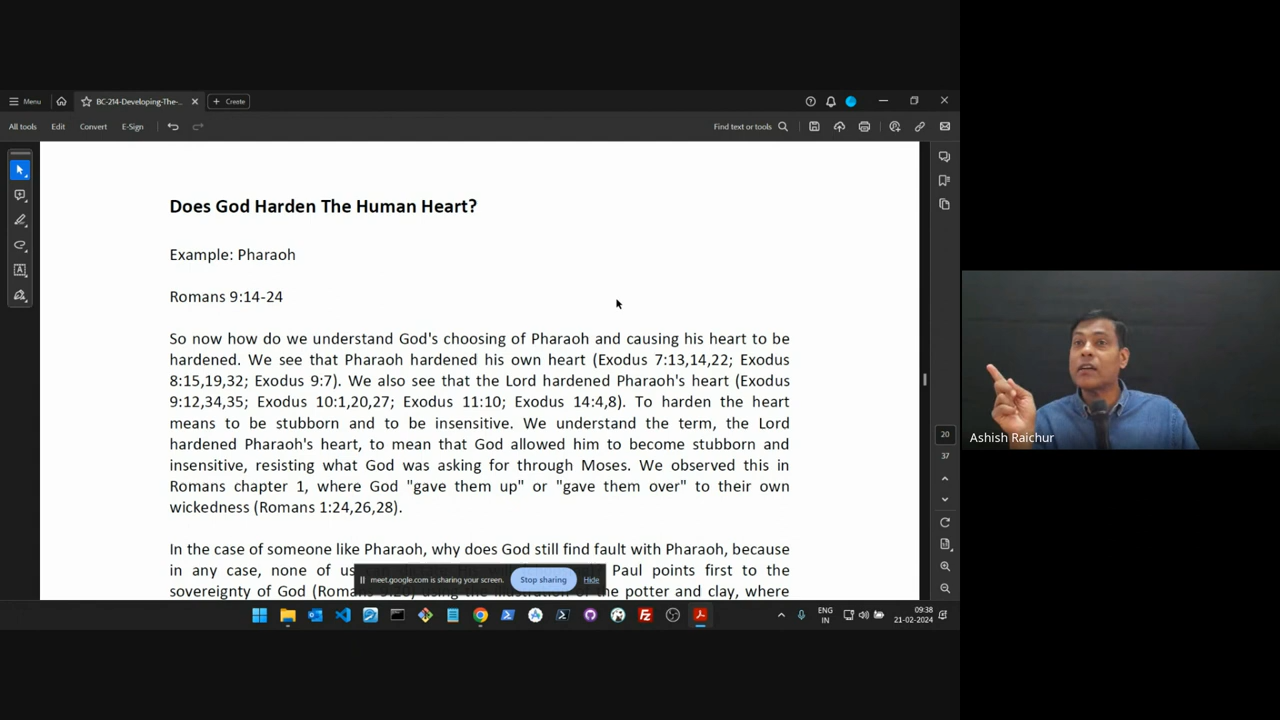 Menu
BC-214-Developing-The-...
Create
All tools
Edit
Convert
E-Sign
Find text or tools
Does God Harden The Human Heart?
Example: Pharaoh
Romans 9:14-24
So now how do we understand God's choosing of Pharaoh and causing his heart to be
hardened. We see that Pharaoh hardened his own heart (Exodus 7:13,14,22; Exodus
8:15,19,32; Exodus 9:7). We also see that the Lord hardened Pharaoh's heart (Exodus
9:12,34,35; Exodus 10:1,20,27; Exodus 11:10; Exodus 14:4,8). To harden the heart
means to be stubborn and to be insensitive. We understand the term, the Lord
hardened Pharaoh's heart, to mean that God allowed him to become stubborn and
insensitive, resisting what God was asking for through Moses. We observed this in
Romans chapter 1, where God "gave them up" or "gave them over" to their own
wickedness (Romans 1:24,26,28).
In the case of someone like Pharaoh, why does God still find fault with Pharaoh, because
in any case, none of us Paul points first to the
sovereignty of God potter and clay, where
meet.google.com is sharing your screen.
Stop sharing
Hide
20
37
Ashish Raichur
ENG
IN
09:38
21-02-2024